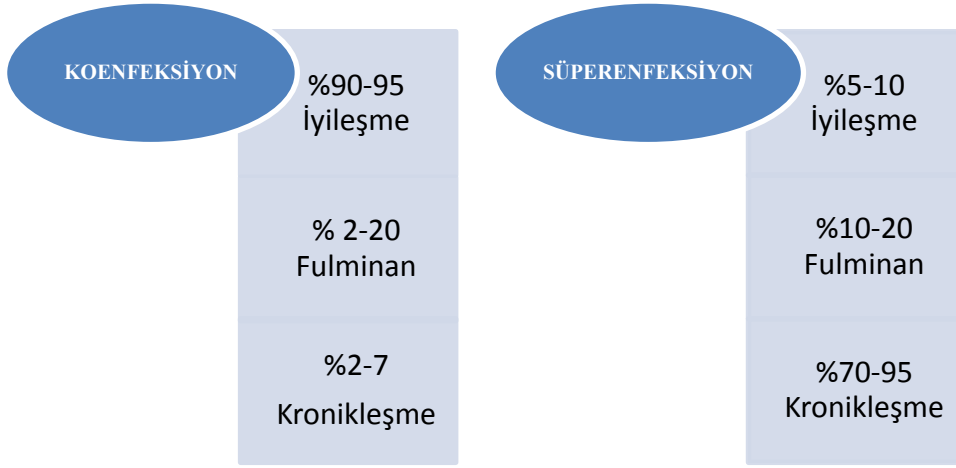 KOENFEKSİYON
%90-95
İyileşme
% 2-20
Fulminan
%2-7
Kronikleşme
SÜPERENFEKSİYON
%5-10
İyileşme
%10-20
Fulminan
%70-95
Kronikleşme